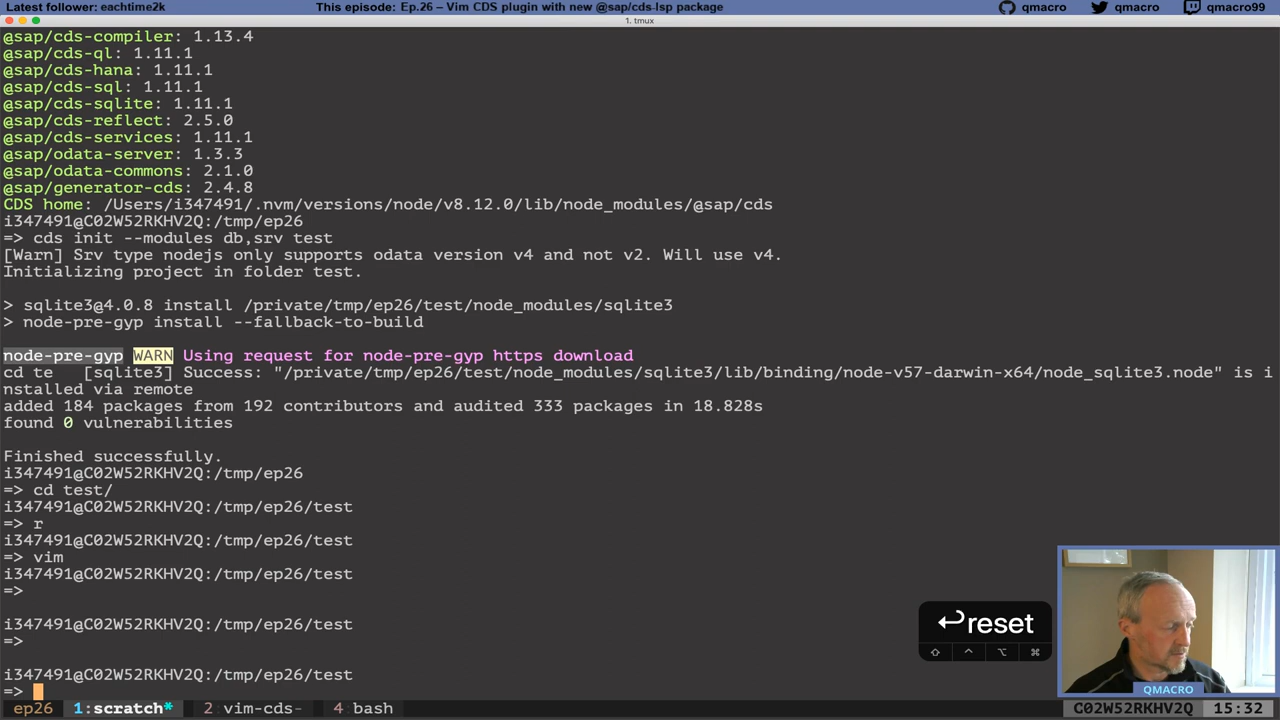 Latest follower: eachtime2k
This episode: Ep.26 – Vim CDS plugin with new @sap/cds-lsp package
qmacro
qmacro
qmacro99
1. tmux
@sap/cds-compiler: 1.13.4
@sap/cds-ql: 1.11.1
@sap/cds-hana: 1.11.1
@sap/cds-sql: 1.11.1
@sap/cds-sqlite: 1.11.1
@sap/cds-reflect: 2.5.0
@sap/cds-services: 1.11.1
@sap/odata-server: 1.3.3
@sap/odata-commons: 2.1.0
@sap/generator-cds: 2.4.8
CDS home: /Users/i347491/.nvm/versions/node/v8.12.0/lib/node_modules/@sap/cds
i347491@C02W52RKHV2Q:/tmp/ep26
=> cds init --modules db,srv test
[Warn] Srv type nodejs only supports odata version v4 and not v2. Will use v4.
Initializing project in folder test.
> sqlite3@4.0.8 install /private/tmp/ep26/test/node_modules/sqlite3
> node-pre-gyp install --fallback-to-build
node-pre-gyp WARN Using request for node-pre-gyp https download
cd te   [sqlite3] Success: "/private/tmp/ep26/test/node_modules/sqlite3/lib/binding/node-v57-darwin-x64/node_sqlite3.node" is i
nstalled via remote
added 184 packages from 192 contributors and audited 333 packages in 18.828s
found 0 vulnerabilities
Finished successfully.
i347491@C02W52RKHV2Q:/tmp/ep26
=> cd test/
i347491@C02W52RKHV2Q:/tmp/ep26/test
=> r
i347491@C02W52RKHV2Q:/tmp/ep26/test
=> vim
i347491@C02W52RKHV2Q:/tmp/ep26/test
=>
i347491@C02W52RKHV2Q:/tmp/ep26/test
=>
i347491@C02W52RKHV2Q:/tmp/ep26/test
=>
↩reset
⇧ ^ ⌥ ⌘
QMACRO
ep26 1:scratch* 2:vim-cds- 4:bash C02W52RKHV2Q 15:32